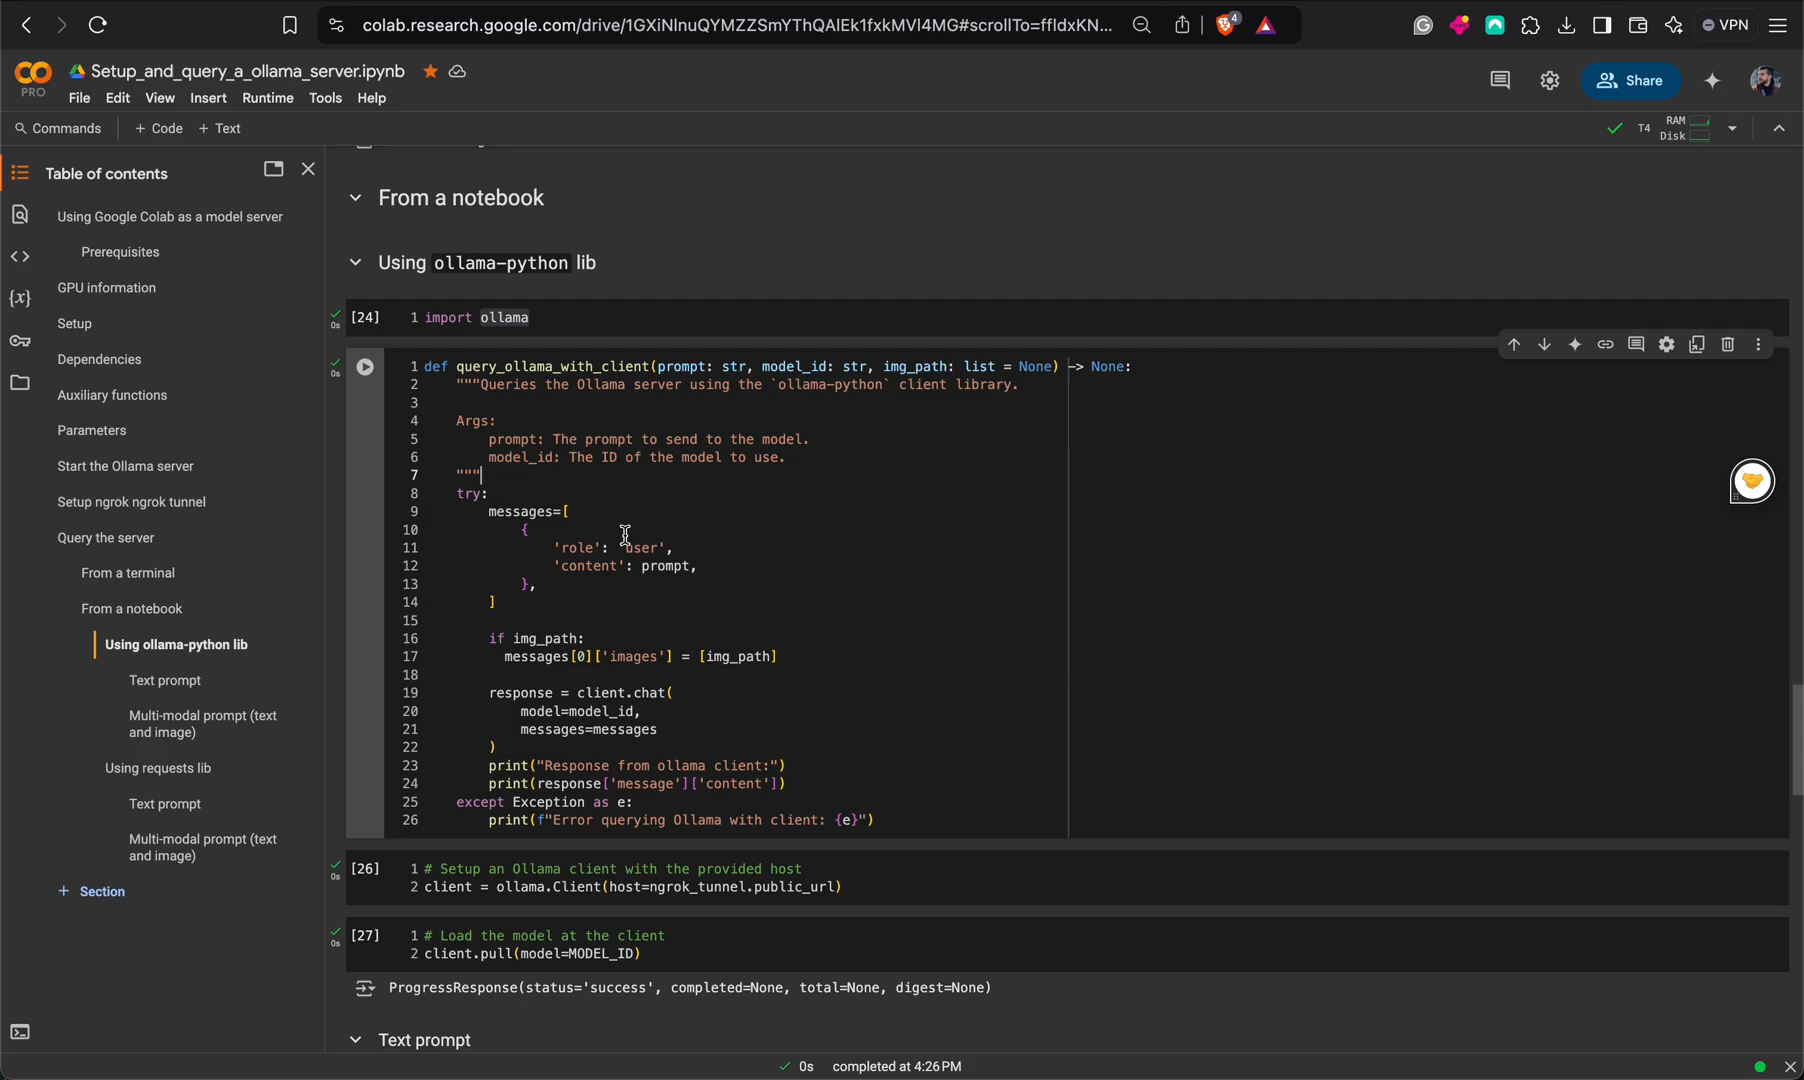 colab.research.google.com/drive/1GXiNlnuQYMZZSmYThQAlEk1fxkMVl4MG#scrollTo=ffIdxKN...
4
VPN
PRO
Setup_and_query_a_ollama_server.ipynb
File Edit View Insert Runtime Tools Help
Share
Commands + Code + Text
T4 RAM
Disk
Table of contents
Using Google Colab as a model server
Prerequisites
GPU information
Setup
Dependencies
Auxiliary functions
Parameters
Start the Ollama server
Setup ngrok ngrok tunnel
Query the server
From a terminal
From a notebook
Using ollama-python lib
Text prompt
Multi-modal prompt (text
and image)
Using requests lib
Text prompt
Multi-modal prompt (text
and image)
+ Section
From a notebook
Using ollama-python lib
0s [24] 1 import ollama
0s
1 def query_ollama_with_client(prompt: str, model_id: str, img_path: list = None) -> None:
2 """Queries the Ollama server using the `ollama-python` client library.
3
4 Args:
5 prompt: The prompt to send to the model.
6 model_id: The ID of the model to use.
7 """
8 try:
9 messages=[
10 {
11 'role': 'user',
12 'content': prompt,
13 },
14 ]
15
16 if img_path:
17 messages[0]['images'] = [img_path]
18
19 response = client.chat(
20 model=model_id,
21 messages=messages
22 )
23 print("Response from ollama client:")
24 print(response['message']['content'])
25 except Exception as e:
26 print(f"Error querying Ollama with client: {e}")
0s [26] 1 # Setup an Ollama client with the provided host
2 client = ollama.Client(host=ngrok_tunnel.public_url)
0s [27] 1 # Load the model at the client
2 client.pull(model=MODEL_ID)
ProgressResponse(status='success', completed=None, total=None, digest=None)
Text prompt
0s completed at 4:26 PM